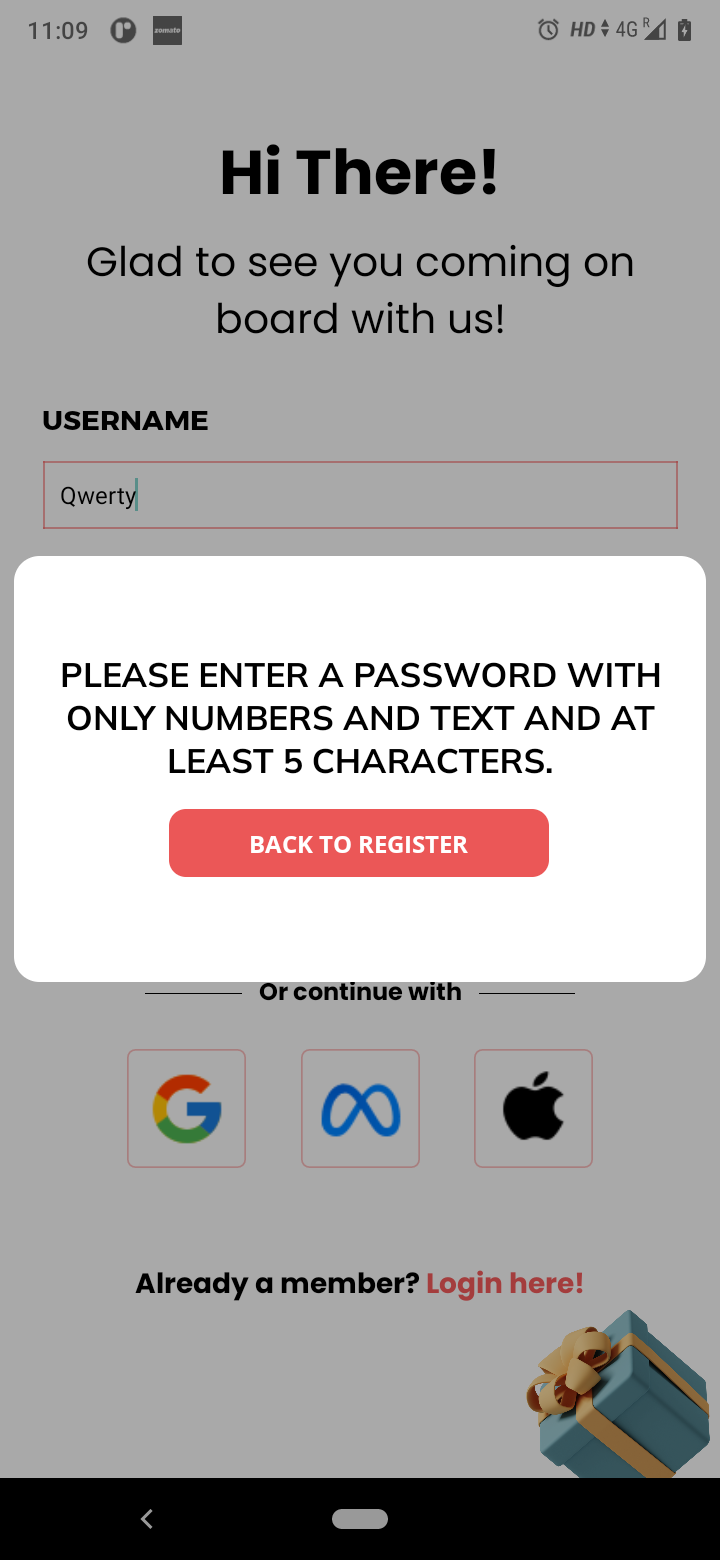 11:09 zomato HD 4G R
Hi There!
Glad to see you coming on
board with us!
USERNAME
Qwerty
PLEASE ENTER A PASSWORD WITH
ONLY NUMBERS AND TEXT AND AT
LEAST 5 CHARACTERS.
BACK TO REGISTER
Or continue with
Already a member? Login here!